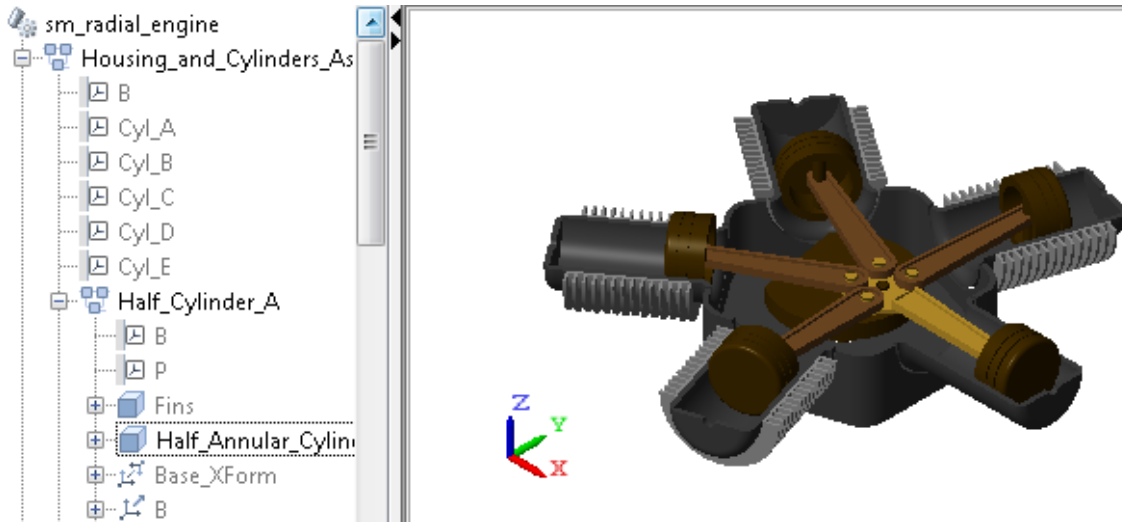 sm_radial_engine
Housing_and_Cylinders_As
B
Cyl_A
Cyl_B
Cyl_C
Cyl_D
Cyl_E
Half_Cylinder_A
B
P
Fins
Half_Annular_Cylin
Base_XForm
B
Z
Y
X